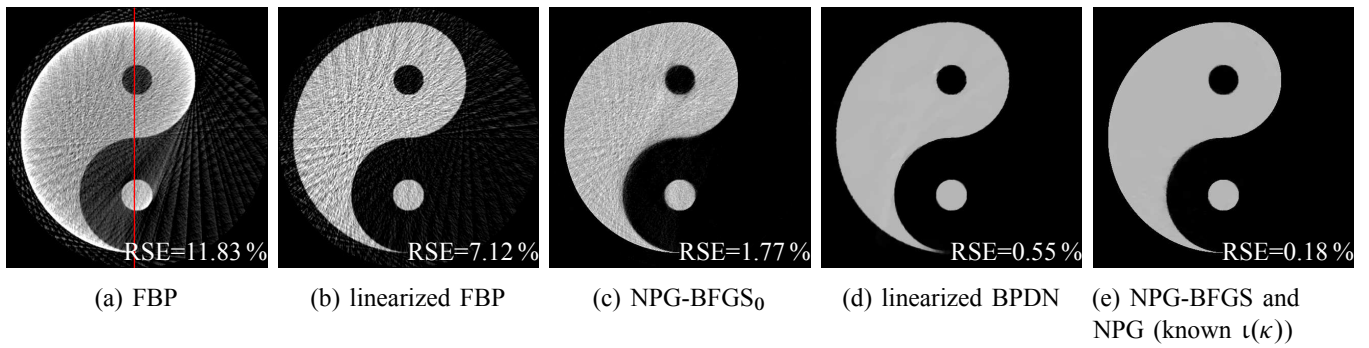 RSE=11.83 %
RSE=7.12 %
RSE=1.77 %
RSE=0.55 %
RSE=0.18 %
(a) FBP
(b) linearized FBP
(c) NPG-BFGS₀
(d) linearized BPDN
(e) NPG-BFGS and
NPG (known ι(κ))